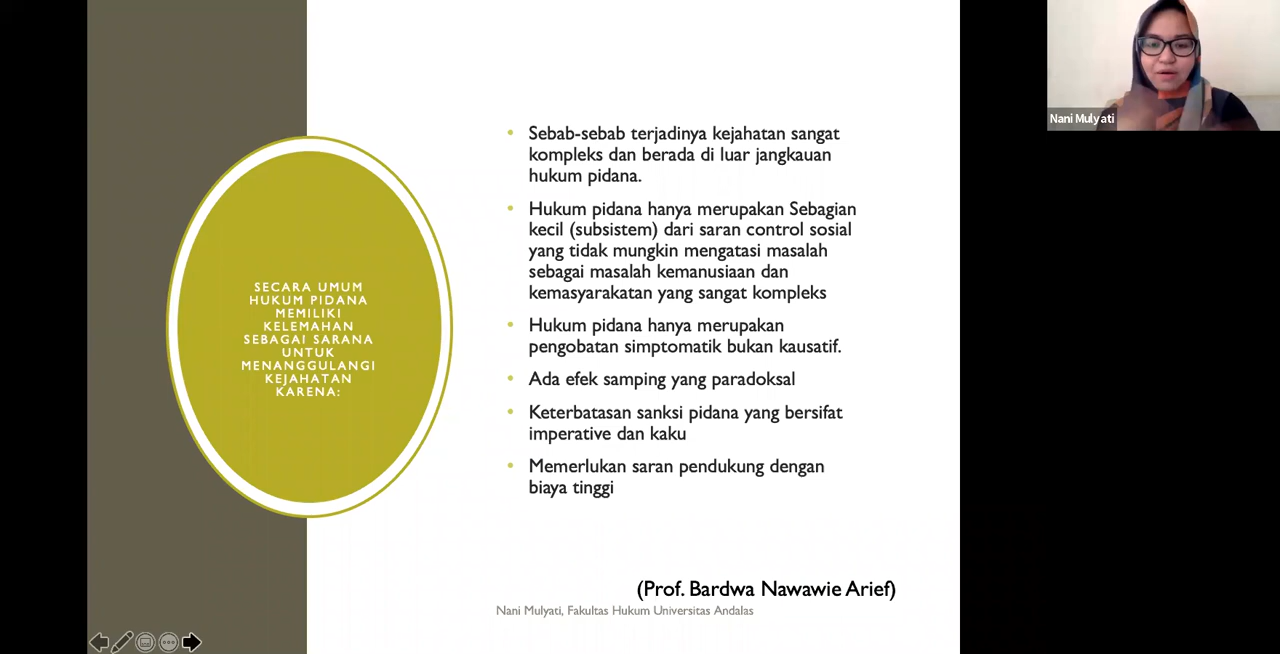 SECARA UMUM
HUKUM PIDANA
MEMILIKI
KELEMAHAN
SEBAGAI SARANA
UNTUK
MENANGGULANGI
KEJAHATAN
KARENA:
• Sebab-sebab terjadinya kejahatan sangat
kompleks dan berada di luar jangkauan
hukum pidana.
• Hukum pidana hanya merupakan Sebagian
kecil (subsistem) dari saran control sosial
yang tidak mungkin mengatasi masalah
sebagai masalah kemanusiaan dan
kemasyarakatan yang sangat kompleks
• Hukum pidana hanya merupakan
pengobatan simptomatik bukan kausatif.
• Ada efek samping yang paradoksal
• Keterbatasan sanksi pidana yang bersifat
imperative dan kaku
• Memerlukan saran pendukung dengan
biaya tinggi
(Prof. Bardwa Nawawie Arief)
Nani Mulyati, Fakultas Hukum Universitas Andalas
Nani Mulyati